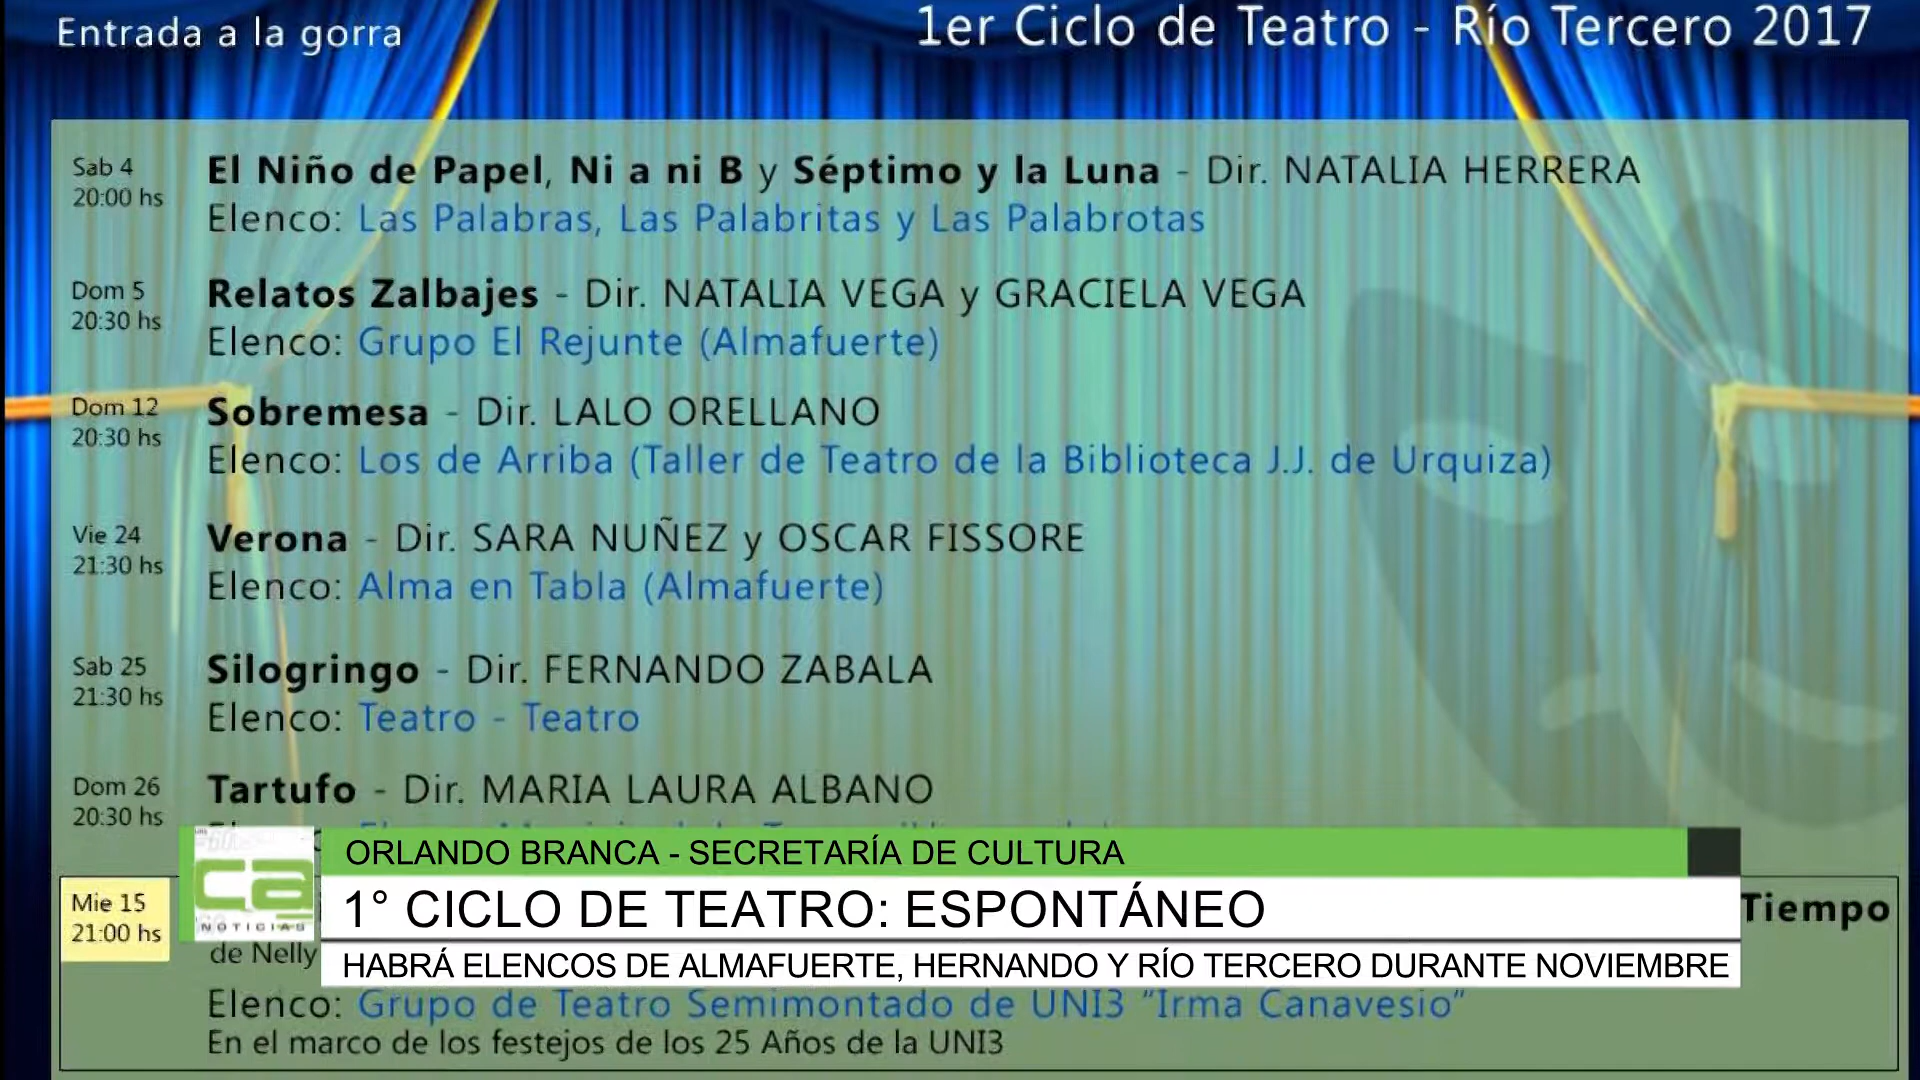 Entrada a la gorra
1er Ciclo de Teatro - Río Tercero 2017
Sab 4
20:00 hs
El Niño de Papel, Ni a ni B y Séptimo y la Luna - Dir. NATALIA HERRERA
Elenco: Las Palabras, Las Palabritas y Las Palabrotas
Dom 5
20:30 hs
Relatos Zalbajes - Dir. NATALIA VEGA y GRACIELA VEGA
Elenco: Grupo El Rejunte (Almafuerte)
Dom 12
20:30 hs
Sobremesa - Dir. LALO ORELLANO
Elenco: Los de Arriba (Taller de Teatro de la Biblioteca J.J. de Urquiza)
Vie 24
21:30 hs
Verona - Dir. SARA NUÑEZ y OSCAR FISSORE
Elenco: Alma en Tabla (Almafuerte)
Sab 25
21:30 hs
Silogringo - Dir. FERNANDO ZABALA
Elenco: Teatro - Teatro
Dom 26
20:30 hs
Tartufo - Dir. MARIA LAURA ALBANO
ORLANDO BRANCA - SECRETARÍA DE CULTURA
ca
NOTICIAS
1° CICLO DE TEATRO: ESPONTÁNEO
HABRÁ ELENCOS DE ALMAFUERTE, HERNANDO Y RÍO TERCERO DURANTE NOVIEMBRE
Mie 15
21:00 hs
Tiempo
de Nelly
Elenco: Grupo de Teatro Semimontado de UNI3 "Irma Canavesio"
En el marco de los festejos de los 25 Años de la UNI3